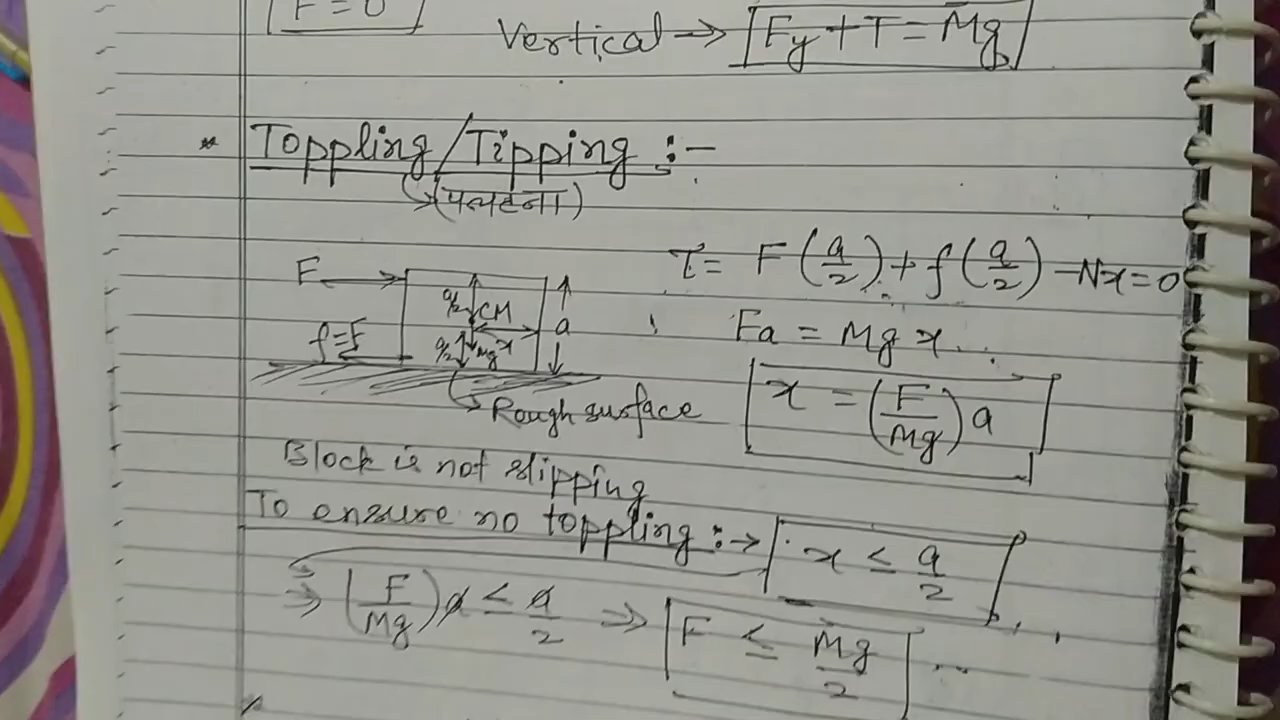 F = 0
Vertical → Fy + T = Mg
* Toppling/Tipping :-
→ (पलटना)
τ = F (a/2) + f (a/2) - Nx = 0
F
a/2 CM
a
f = F
a/2 Mg x
Fa = Mg x ...
→ Rough surface
x = (F/Mg) a
Block is not slipping
To ensure no toppling :→ x ≤ a/2
⇒ (F/Mg) a ≤ a/2 ⇒ F ≤ Mg/2 ...